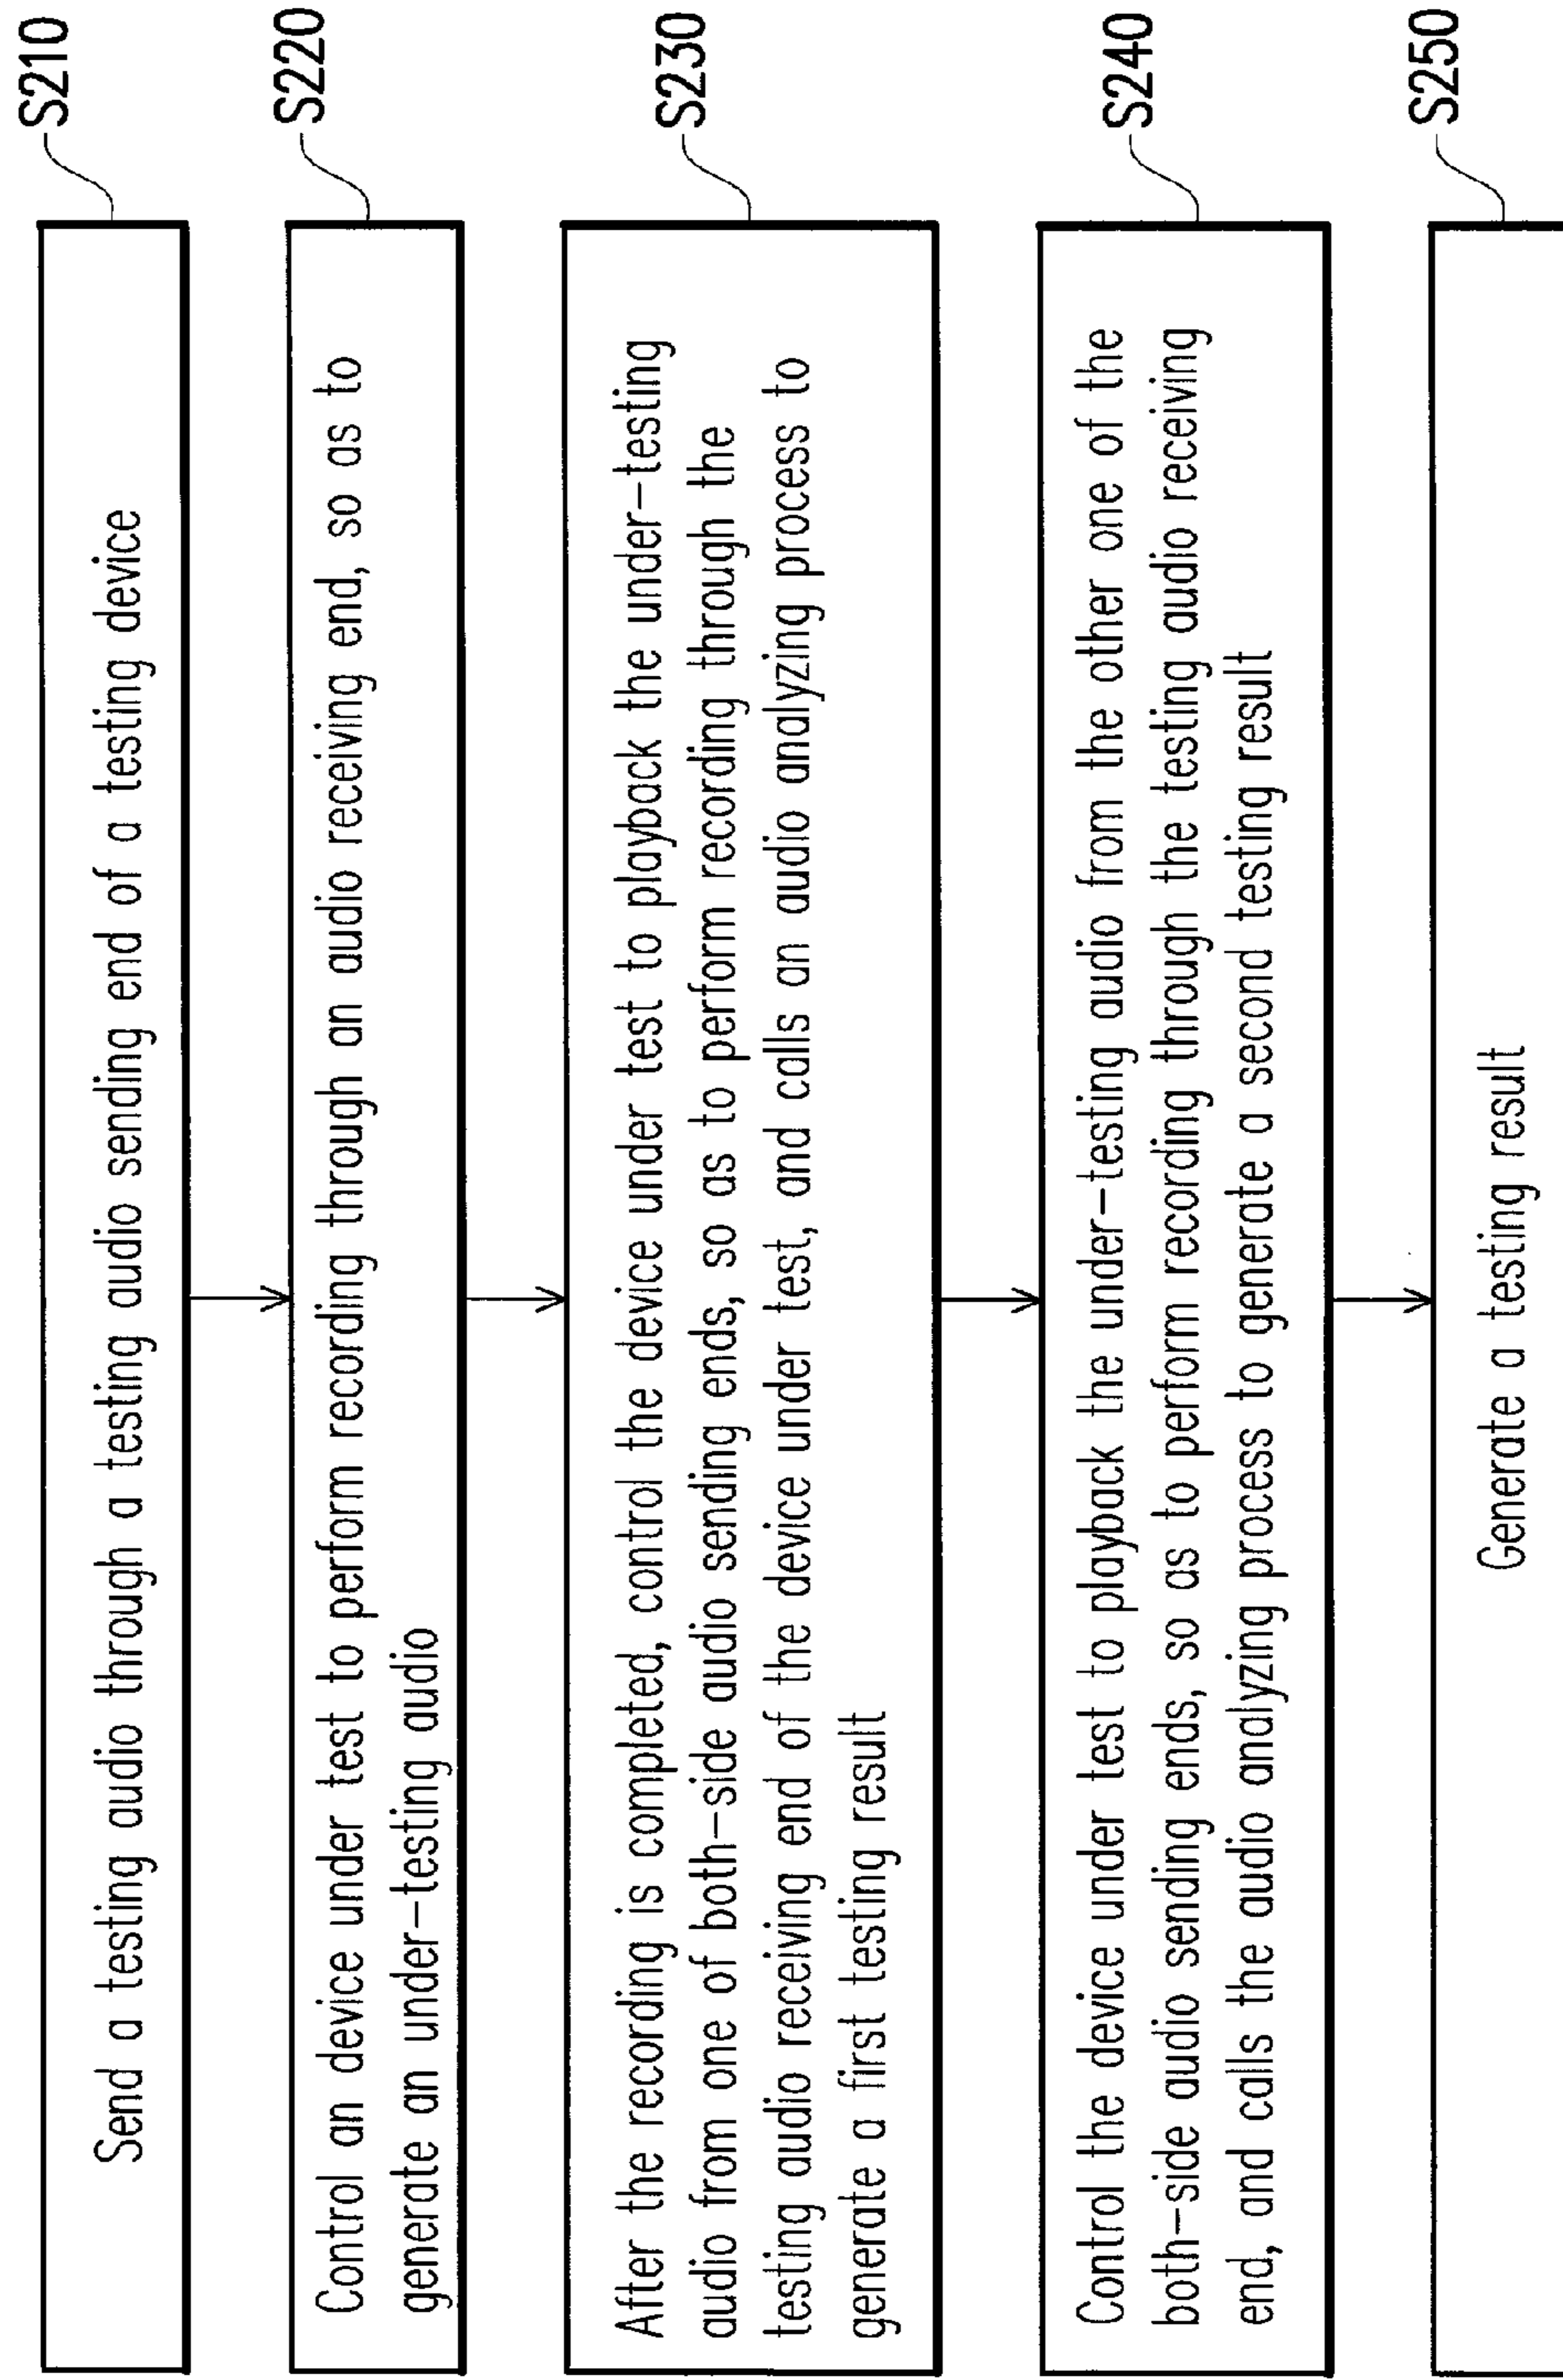 Send a testing audio through a testing audio sending end of a testing device
S210
Control an device under test to perform recording through an audio receiving end, so as to
generate an under-testing audio
S220
After the recording is completed, control the device under test to playback the under-testing
audio from one of both-side audio sending ends, so as to perform recording through the
testing audio receiving end of the device under test, and calls an audio analyzing process to
generate a first testing result
S230
Control the device under test to playback the under-testing audio from the other one of the
both-side audio sending ends, so as to perform recording through the testing audio receiving
end, and calls the audio analyzing process to generate a second testing result
S240
Generate a testing result
S250